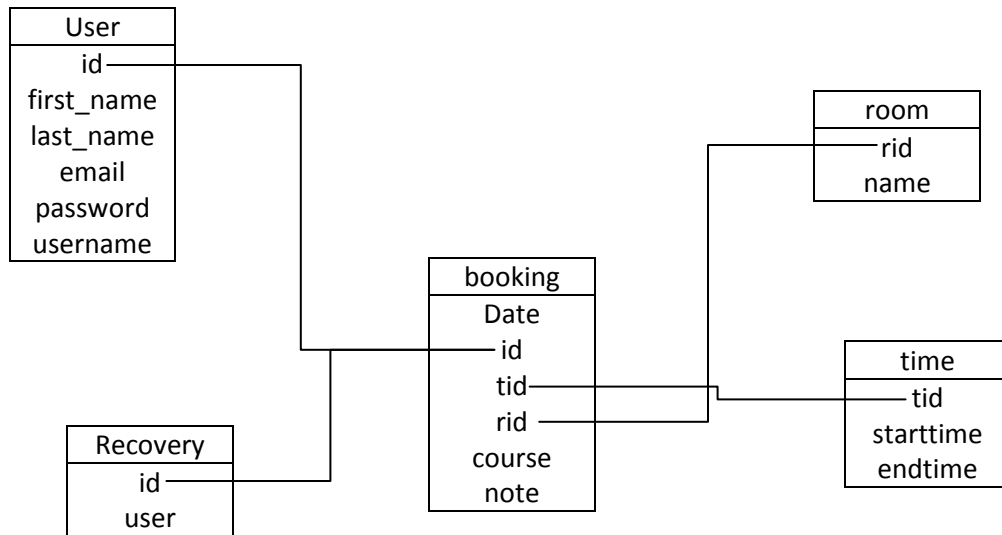 User
id
first_name
last_name
email
password
username
room
rid
name
booking
Date
id
tid
rid
course
note
time
tid
starttime
endtime
Recovery
id
user